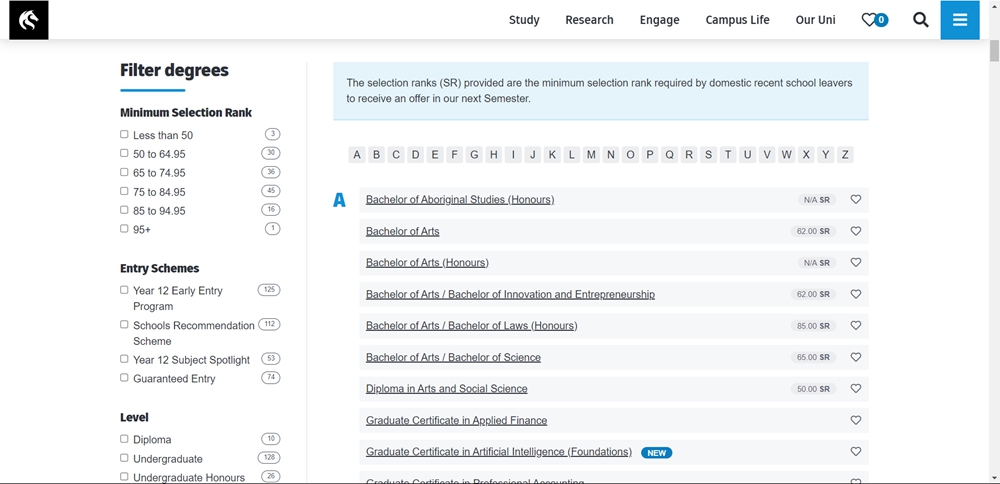 Study Research Engage Campus Life Our Uni 0
Filter degrees
Minimum Selection Rank
Less than 50 3
50 to 64.95 30
65 to 74.95 36
75 to 84.95 45
85 to 94.95 16
95+ 1
Entry Schemes
Year 12 Early Entry 125
Program
Schools Recommendation 112
Scheme
Year 12 Subject Spotlight 53
Guaranteed Entry 74
Level
Diploma 10
Undergraduate 128
Undergraduate Honours 26
The selection ranks (SR) provided are the minimum selection rank required by domestic recent school leavers
to receive an offer in our next Semester.
A B C D E F G H I J K L M N O P Q R S T U V W X Y Z
A
Bachelor of Aboriginal Studies (Honours) N/A SR
Bachelor of Arts 62.00 SR
Bachelor of Arts (Honours) N/A SR
Bachelor of Arts / Bachelor of Innovation and Entrepreneurship 62.00 SR
Bachelor of Arts / Bachelor of Laws (Honours) 85.00 SR
Bachelor of Arts / Bachelor of Science 65.00 SR
Diploma in Arts and Social Science 50.00 SR
Graduate Certificate in Applied Finance
Graduate Certificate in Artificial Intelligence (Foundations) NEW
Graduate Certificate in Professional Accounting